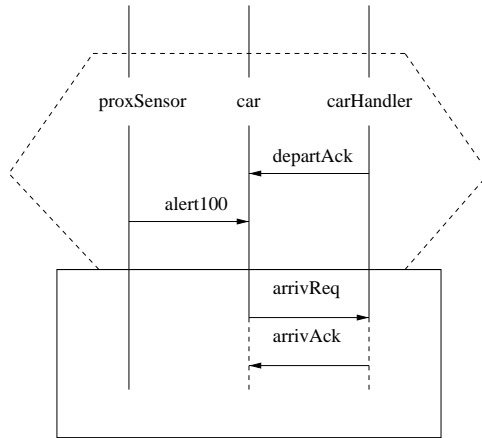 proxSensor car carHandler
departAck
alert100
arrivReq
arrivAck